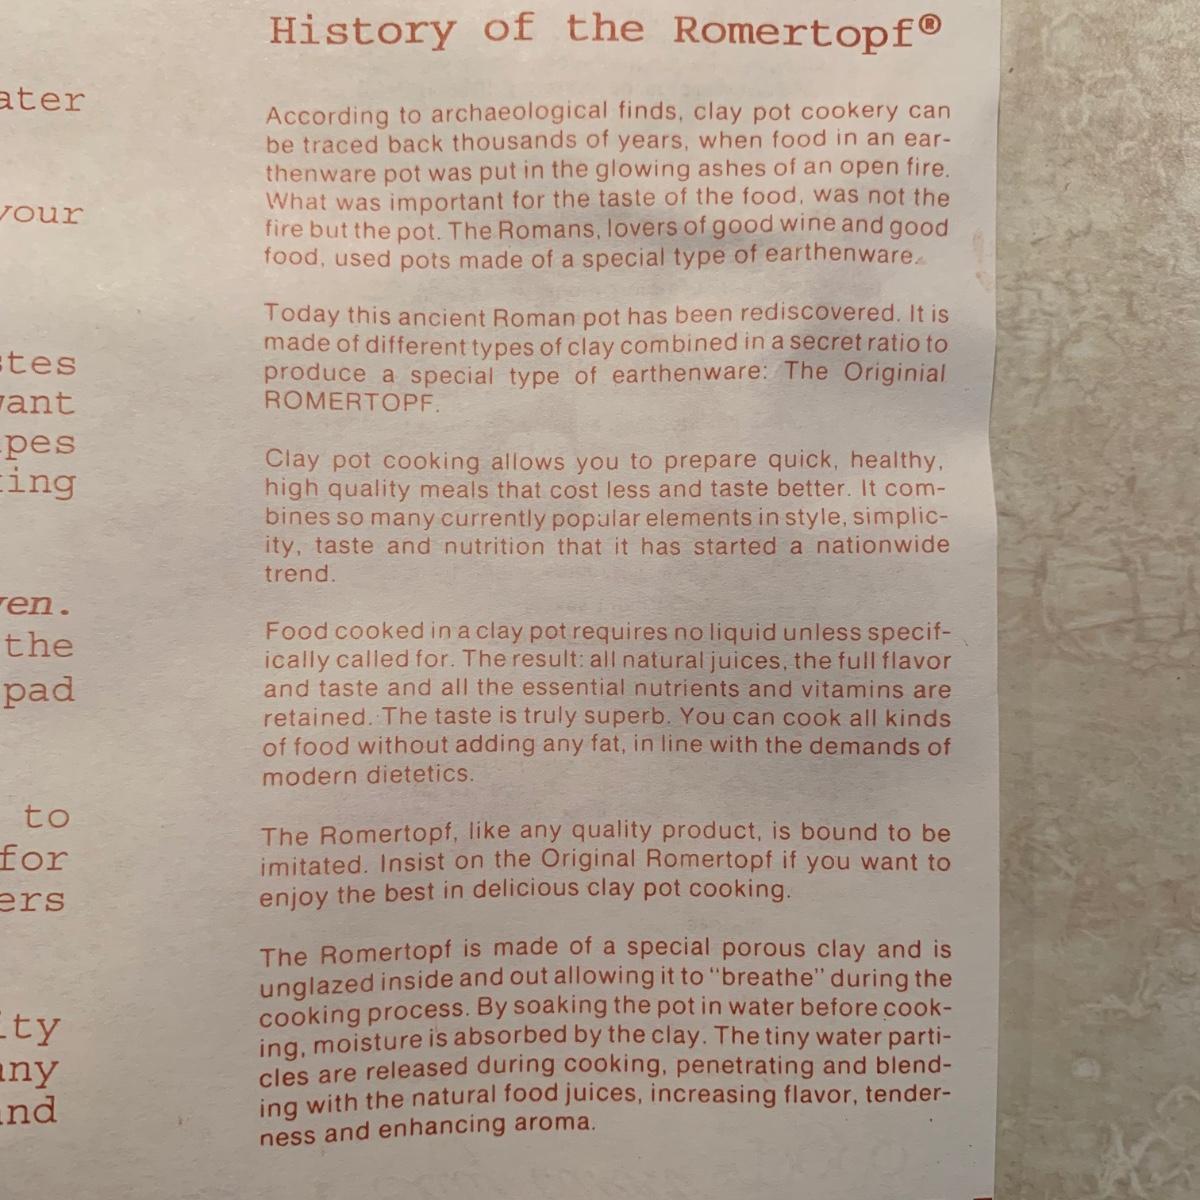 ater
your
stes
want
ipes
king
ven.
the
pad
to
for
ers
ity
any
and
History of the Romertopf®
According to archaeological finds, clay pot cookery can
be traced back thousands of years, when food in an ear-
thenware pot was put in the glowing ashes of an open fire.
What was important for the taste of the food, was not the
fire but the pot. The Romans, lovers of good wine and good
food, used pots made of a special type of earthenware.
Today this ancient Roman pot has been rediscovered. It is
made of different types of clay combined in a secret ratio to
produce a special type of earthenware: The Originial
ROMERTOPF.
Clay pot cooking allows you to prepare quick, healthy,
high quality meals that cost less and taste better. It com-
bines so many currently popular elements in style, simplic-
ity, taste and nutrition that it has started a nationwide
trend.
Food cooked in a clay pot requires no liquid unless specif-
ically called for. The result: all natural juices, the full flavor
and taste and all the essential nutrients and vitamins are
retained. The taste is truly superb. You can cook all kinds
of food without adding any fat, in line with the demands of
modern dietetics.
The Romertopf, like any quality product, is bound to be
imitated. Insist on the Original Romertopf if you want to
enjoy the best in delicious clay pot cooking.
The Romertopf is made of a special porous clay and is
unglazed inside and out allowing it to "breathe" during the
cooking process. By soaking the pot in water before cook-
ing, moisture is absorbed by the clay. The tiny water parti-
cles are released during cooking, penetrating and blend-
ing with the natural food juices, increasing flavor, tender-
ness and enhancing aroma.